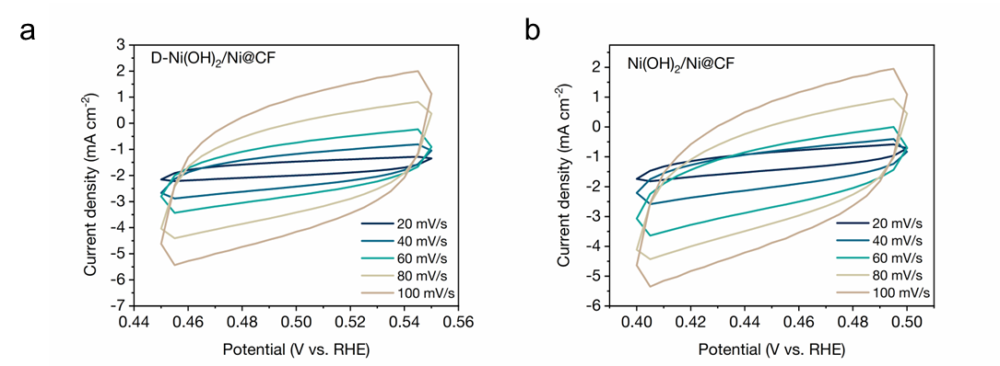 a
D-Ni(OH)₂/Ni@CF
3
2
1
0
-1
-2
-3
-4
-5
-6
-7
Current density (mA cm⁻²)
20 mV/s
40 mV/s
60 mV/s
80 mV/s
100 mV/s
0.44 0.46 0.48 0.50 0.52 0.54 0.56
Potential (V vs. RHE)
b
Ni(OH)₂/Ni@CF
2
1
0
-1
-2
-3
-4
-5
-6
Current density (mA cm⁻²)
20 mV/s
40 mV/s
60 mV/s
80 mV/s
100 mV/s
0.40 0.42 0.44 0.46 0.48 0.50
Potential (V vs. RHE)